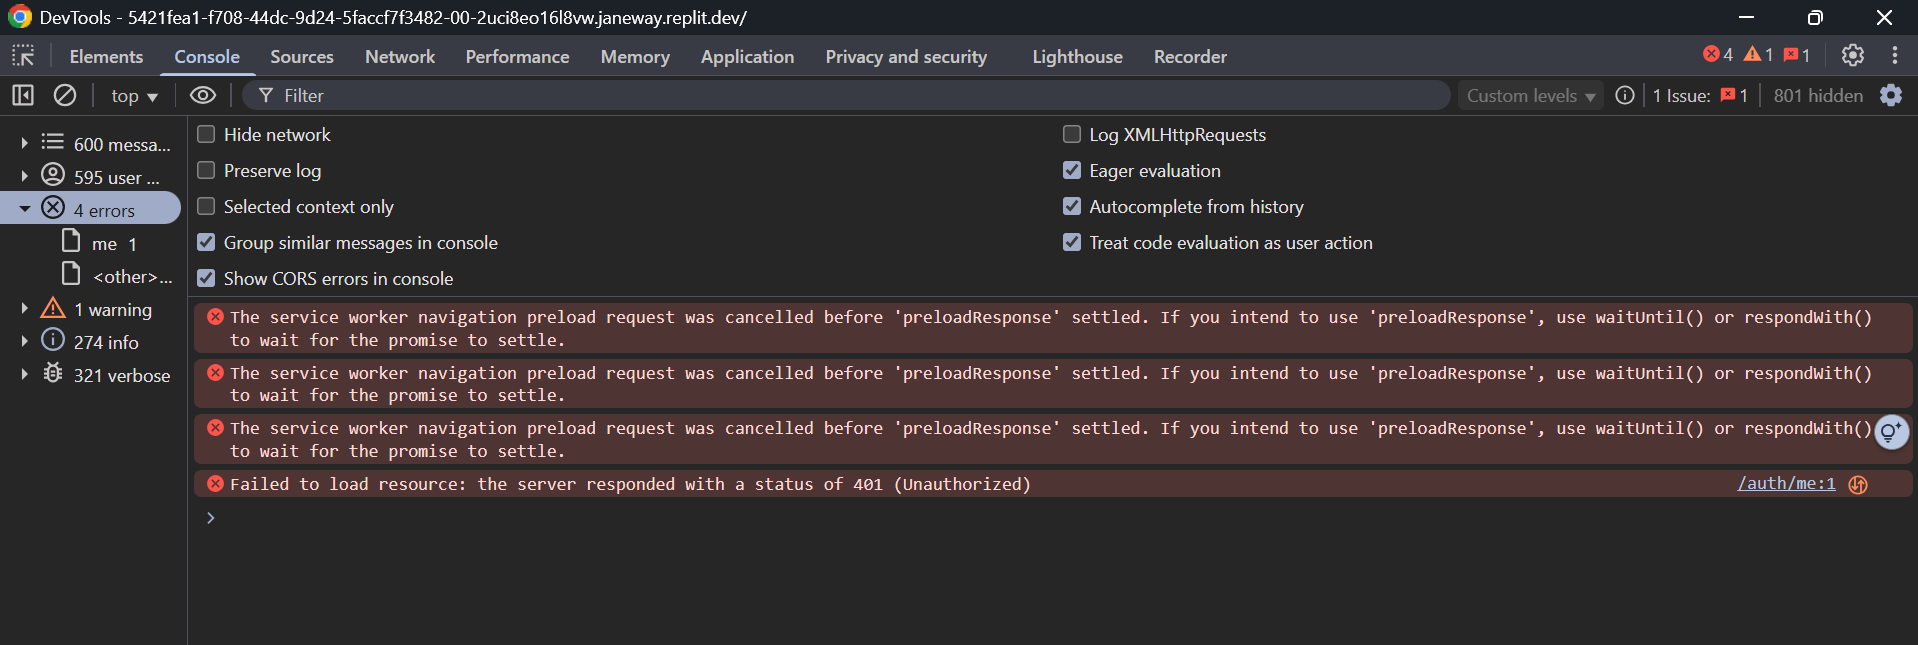 DevTools - 5421fea1-f708-44dc-9d24-5faccf7f3482-00-2uci8eo16l8vw.janeway.replit.dev/
Elements Console Sources Network Performance Memory Application Privacy and security Lighthouse Recorder 4 1 1
top Filter Custom levels 1 Issue: 1 801 hidden
600 messa...
595 user ...
4 errors
me 1
<other>...
1 warning
274 info
321 verbose
Hide network
Log XMLHttpRequests
Preserve log
Eager evaluation
Selected context only
Autocomplete from history
Group similar messages in console
Treat code evaluation as user action
Show CORS errors in console
The service worker navigation preload request was cancelled before 'preloadResponse' settled. If you intend to use 'preloadResponse', use waitUntil() or respondWith()
to wait for the promise to settle.
The service worker navigation preload request was cancelled before 'preloadResponse' settled. If you intend to use 'preloadResponse', use waitUntil() or respondWith()
to wait for the promise to settle.
The service worker navigation preload request was cancelled before 'preloadResponse' settled. If you intend to use 'preloadResponse', use waitUntil() or respondWith()
to wait for the promise to settle.
Failed to load resource: the server responded with a status of 401 (Unauthorized) /auth/me:1